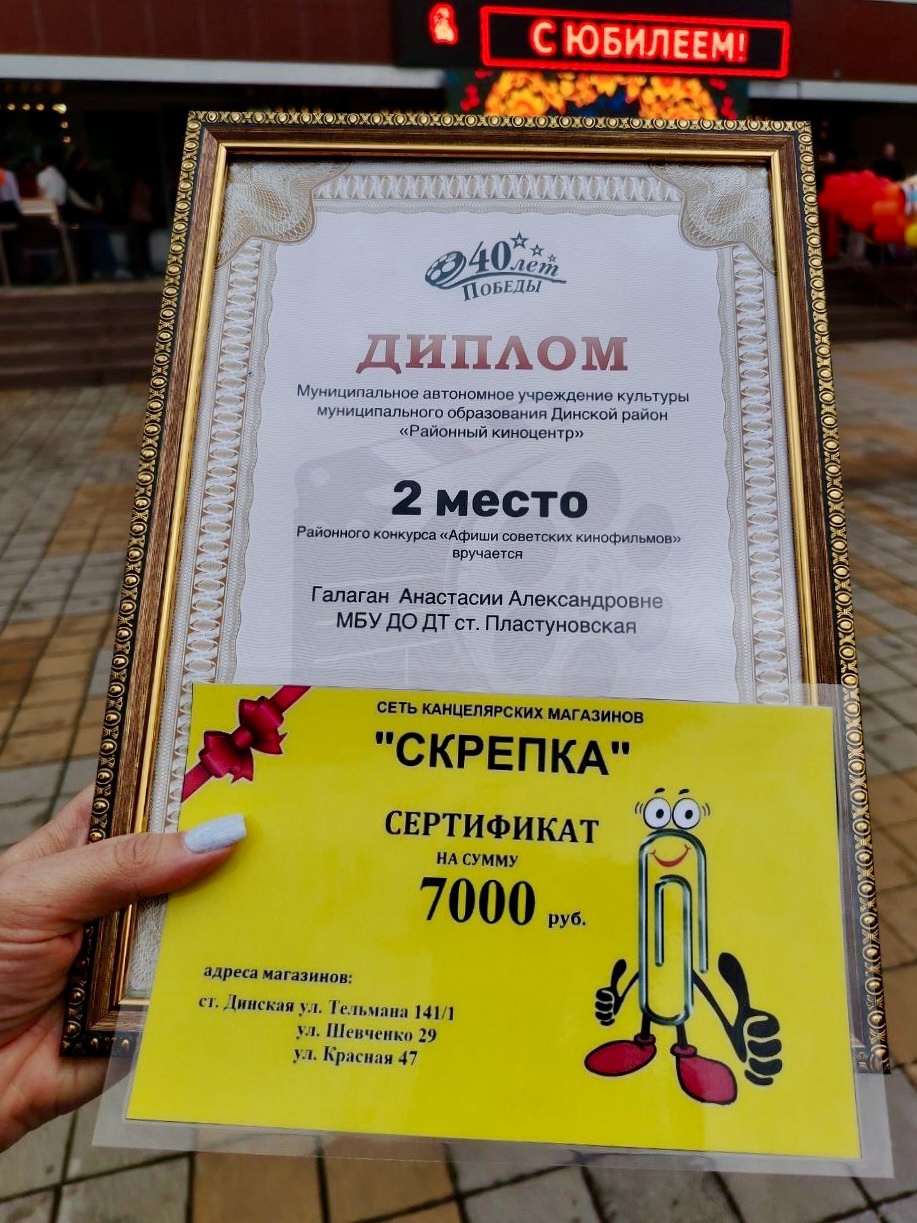 С ЮБИЛЕЕМ!
40 лет
ПОБЕДЫ
ДИПЛОМ
Муниципальное автономное учреждение культуры
муниципального образования Динской район
«Районный киноцентр»
2 место
Районного конкурса «Афиши советских кинофильмов»
вручается
Галаган Анастасии Александровне
МБУ ДО ДТ ст. Пластуновская
СЕТЬ КАНЦЕЛЯРСКИХ МАГАЗИНОВ
"СКРЕПКА"
СЕРТИФИКАТ
НА СУММУ
7000 руб.
адреса магазинов:
ст. Динская ул. Тельмана 141/1
ул. Шевченко 29
ул. Красная 47